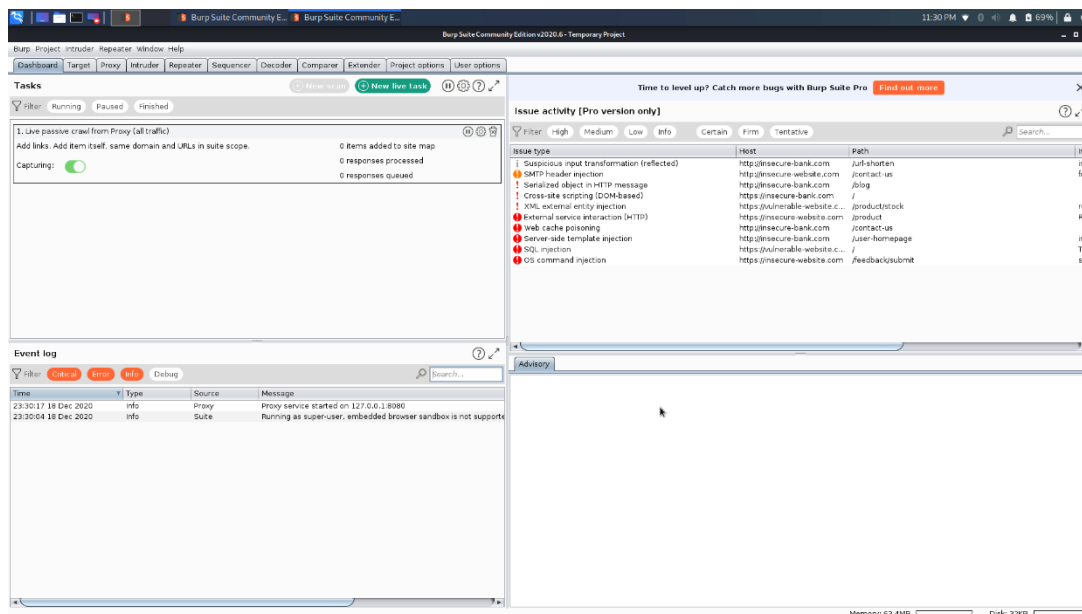 Burp Suite Community E... Burp Suite Community E... 11:30 PM 69%
Burp Suite Community Edition v2020.6 - Temporary Project
Burp Project Intruder Repeater Window Help
Dashboard Target Proxy Intruder Repeater Sequencer Decoder Comparer Extender Project options User options
Tasks New scan New live task
Filter Running Paused Finished
1. Live passive crawl from Proxy (all traffic)
Add links. Add item itself, same domain and URLs in suite scope. 0 items added to site map
Capturing: 0 responses processed
0 responses queued
Event log
Filter Critical Error Info Debug Search...
Time Type Source Message
23:30:17 18 Dec 2020 Info Proxy Proxy service started on 127.0.0.1:8080
23:30:04 18 Dec 2020 Info Suite Running as super-user, embedded browser sandbox is not supporte
Time to level up? Catch more bugs with Burp Suite Pro Find out more
Issue activity [Pro version only]
Filter High Medium Low Info Certain Firm Tentative Search...
Issue type Host Path
Suspicious input transformation (reflected) http://insecure-bank.com /url-shorten
SMTP header injection http://insecure-website.com /contact-us
Serialized object in HTTP message http://insecure-bank.com /blog
Cross-site scripting (DOM-based) https://insecure-bank.com /
XML external entity injection https://vulnerable-website.c... /product/stock
External service interaction (HTTP) https://insecure-website.com /product
Web cache poisoning http://insecure-bank.com /contact-us
Server-side template injection http://insecure-bank.com /user-homepage
SQL injection https://vulnerable-website.c... /
OS command injection https://insecure-website.com /feedback/submit
Advisory
Memory: 63.4MB Disk: 32KB